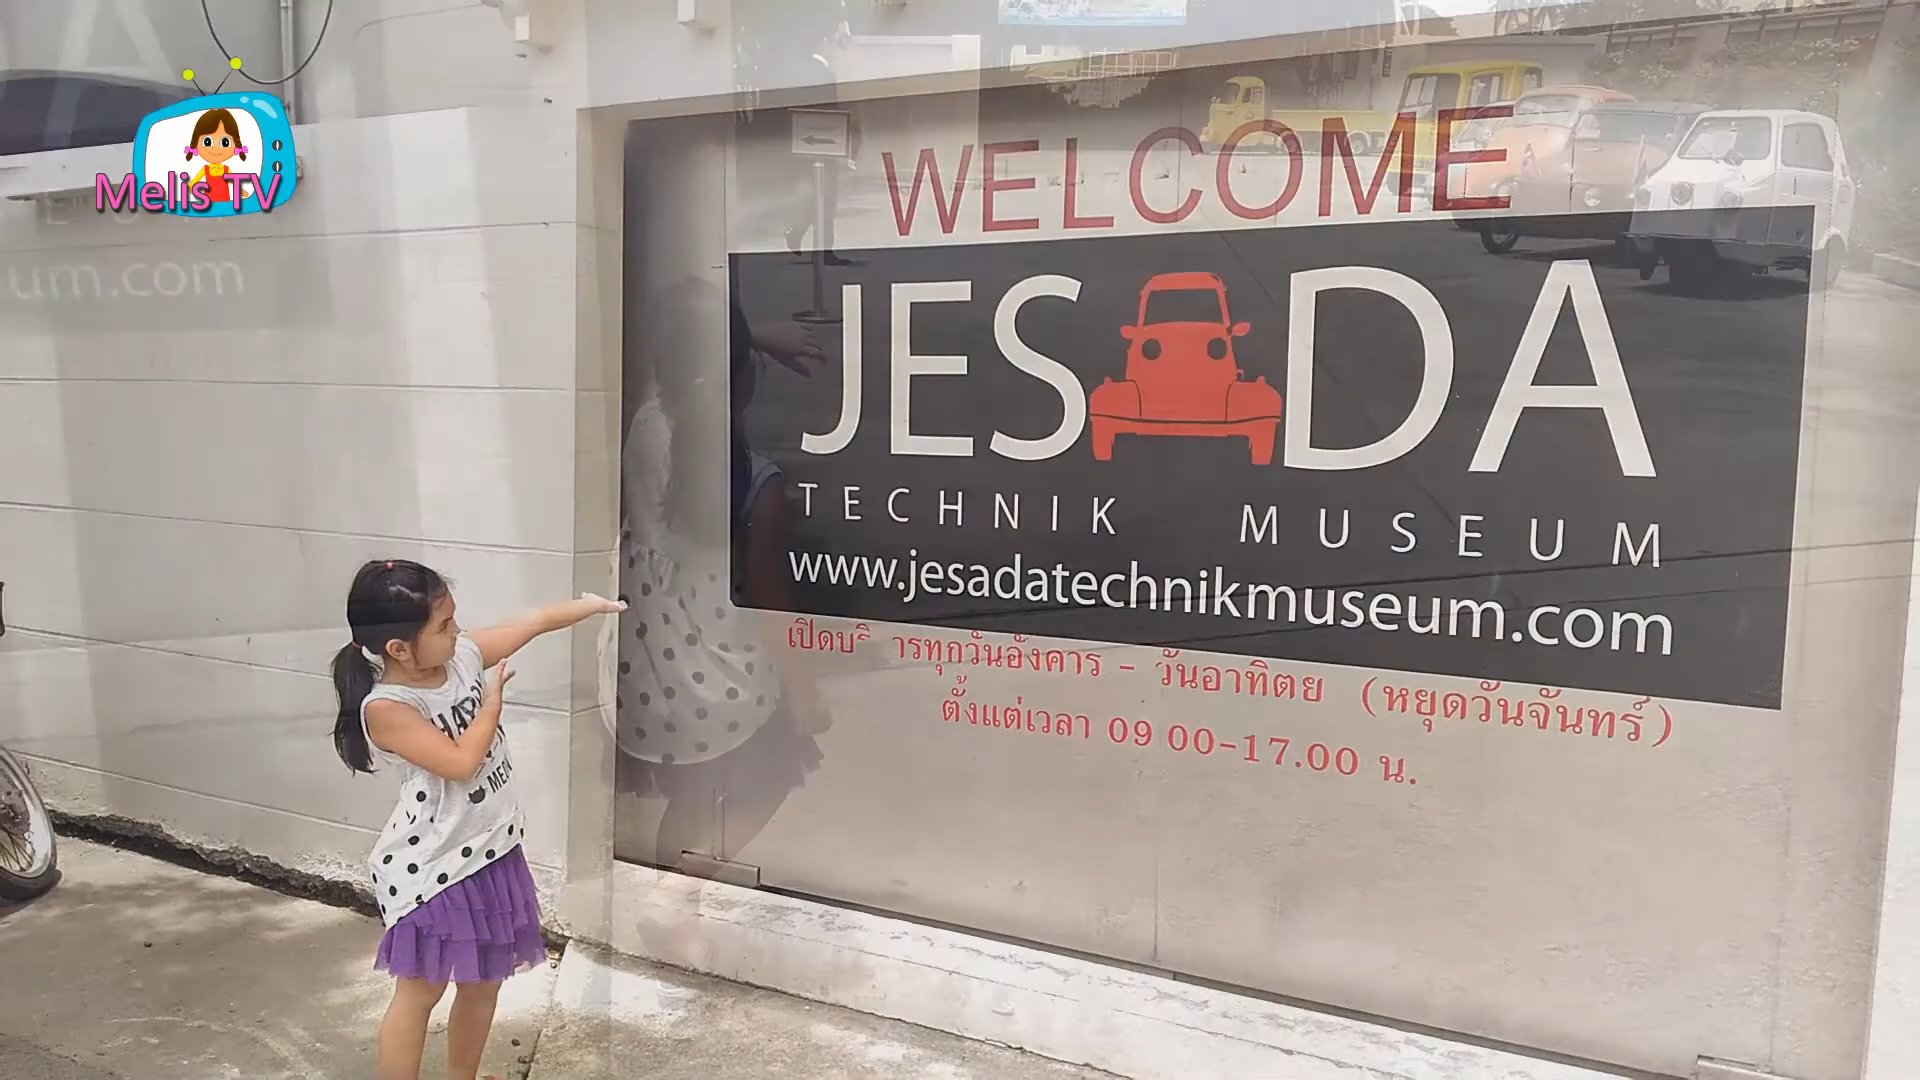 Melis TV
um.com
WELCOME
JESADA
TECHNIK MUSEUM
www.jesadatechnikmuseum.com
เปิดบริการทุกวันอังคาร - วันอาทิตย (หยุดวันจันทร์)
ตั้งแต่เวลา 09 00-17.00 น.
HAPPY
MEOW